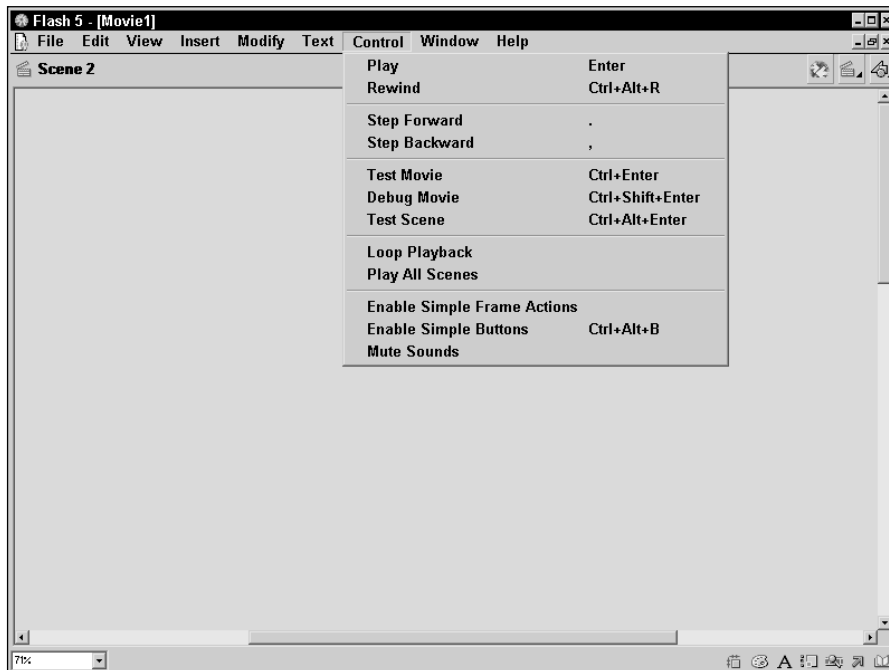 Flash 5 - [Movie1]
File Edit View Insert Modify Text Control Window Help
Scene 2
Play Enter
Rewind Ctrl+Alt+R
Step Forward .
Step Backward ,
Test Movie Ctrl+Enter
Debug Movie Ctrl+Shift+Enter
Test Scene Ctrl+Alt+Enter
Loop Playback
Play All Scenes
Enable Simple Frame Actions
Enable Simple Buttons Ctrl+Alt+B
Mute Sounds
71%